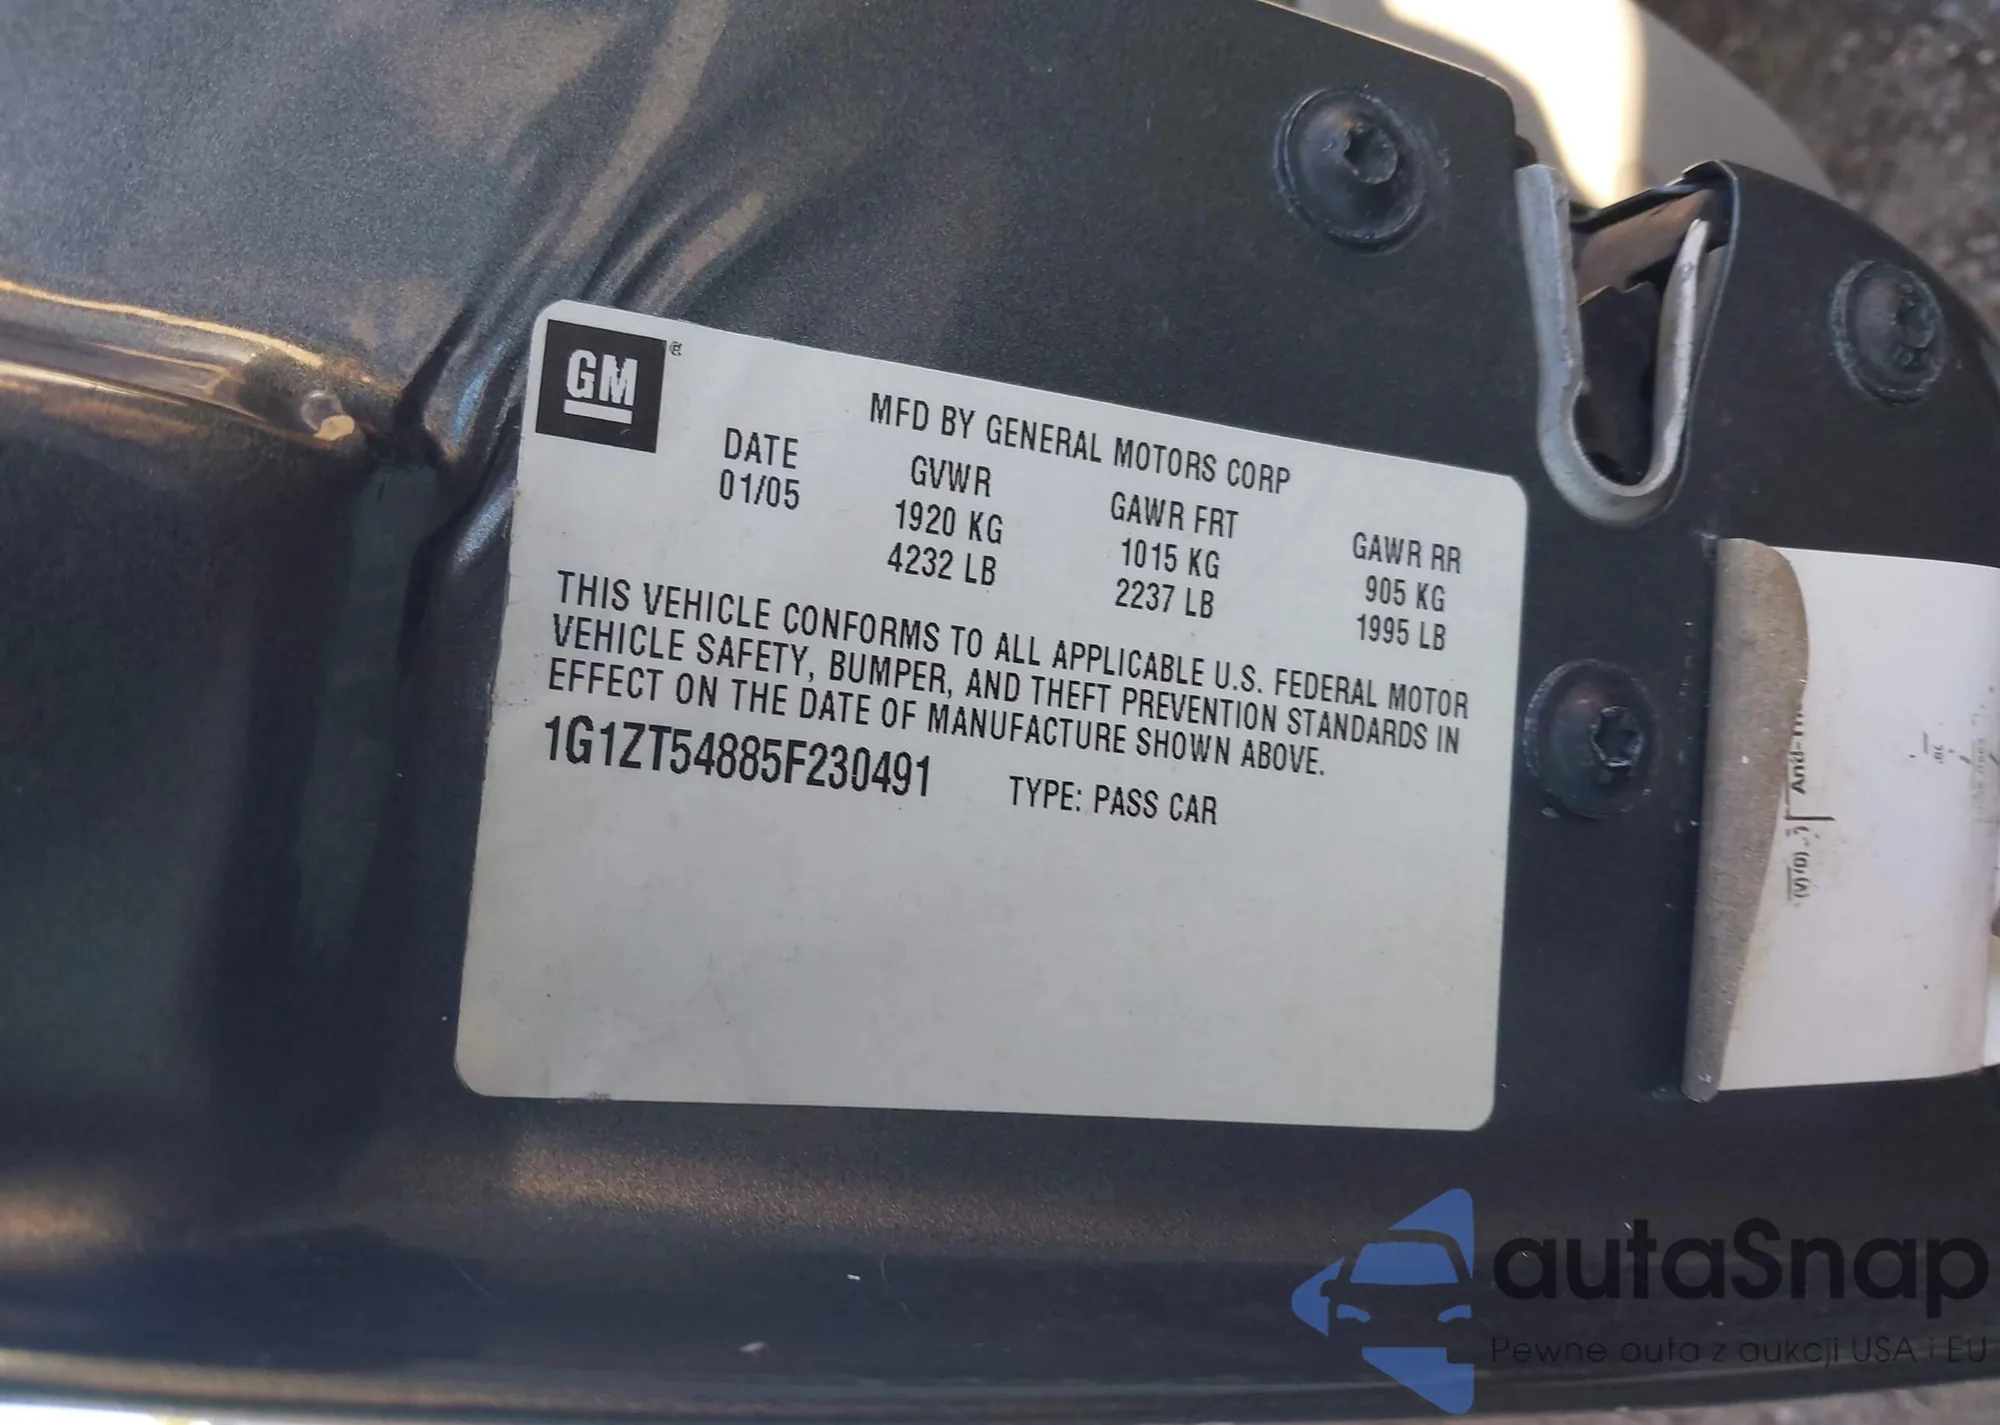 GM
MFD BY GENERAL MOTORS CORP
DATE GVWR GAWR FRT GAWR RR
01/05 1920 KG 1015 KG 905 KG
4232 LB 2237 LB 1995 LB
THIS VEHICLE CONFORMS TO ALL APPLICABLE U.S. FEDERAL MOTOR
VEHICLE SAFETY, BUMPER, AND THEFT PREVENTION STANDARDS IN
EFFECT ON THE DATE OF MANUFACTURE SHOWN ABOVE.
1G1ZT54885F230491 TYPE: PASS CAR
autaSnap
Pewne auta z aukcji USA i EU